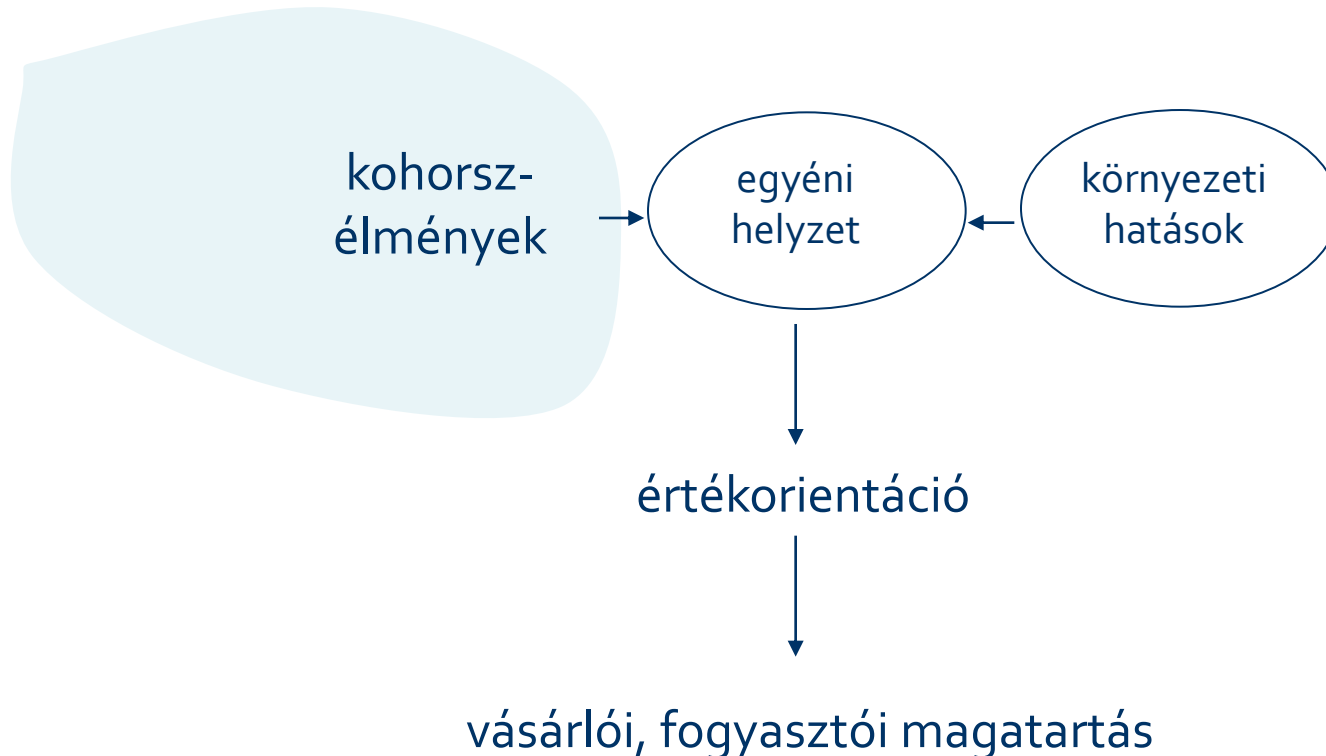 kohorsz-
élmények
egyéni
helyzet
környezeti
hatások
értékorientáció
vásárlói, fogyasztói magatartás